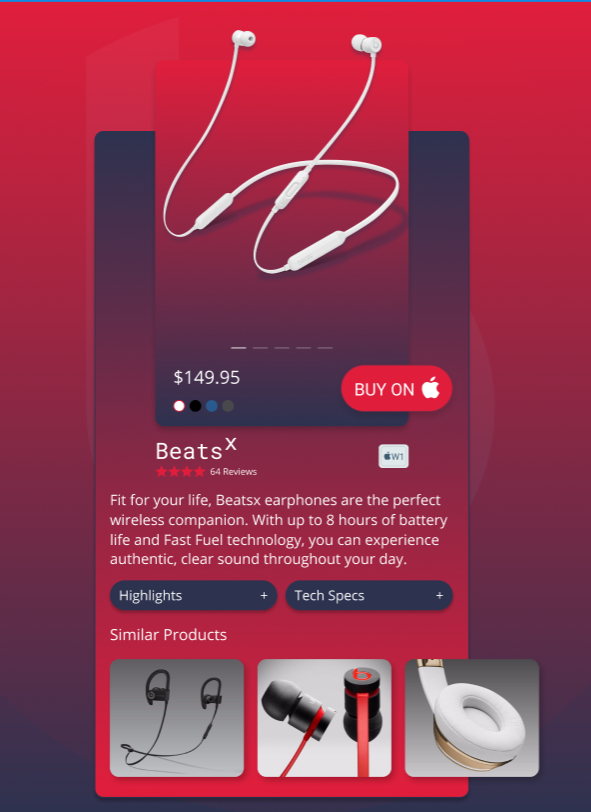 $149.95
BUY ON
Beatsx
64 Reviews
W1
Fit for your life, Beatsx earphones are the perfect
wireless companion. With up to 8 hours of battery
life and Fast Fuel technology, you can experience
authentic, clear sound throughout your day.
Highlights +
Tech Specs +
Similar Products